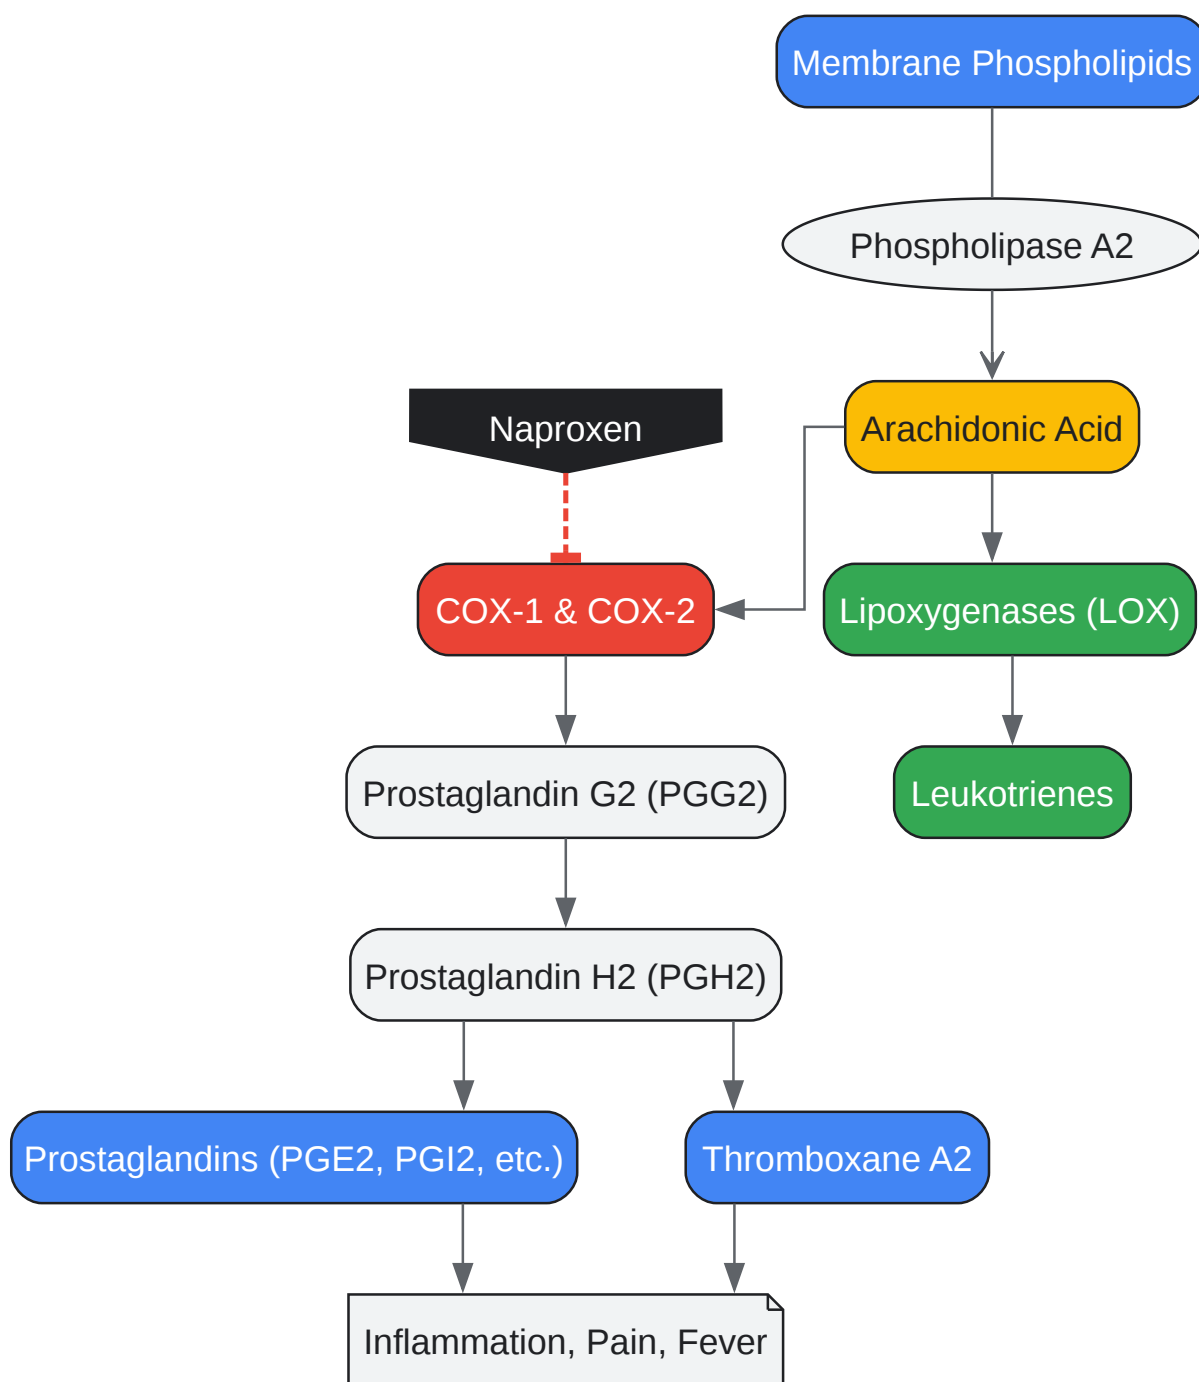 Membrane Phospholipids
Phospholipase A2
Naproxen
Arachidonic Acid
COX-1 & COX-2
Lipoxygenases (LOX)
Prostaglandin G2 (PGG2)
Leukotrienes
Prostaglandin H2 (PGH2)
Prostaglandins (PGE2, PGI2, etc.)
Thromboxane A2
Inflammation, Pain, Fever